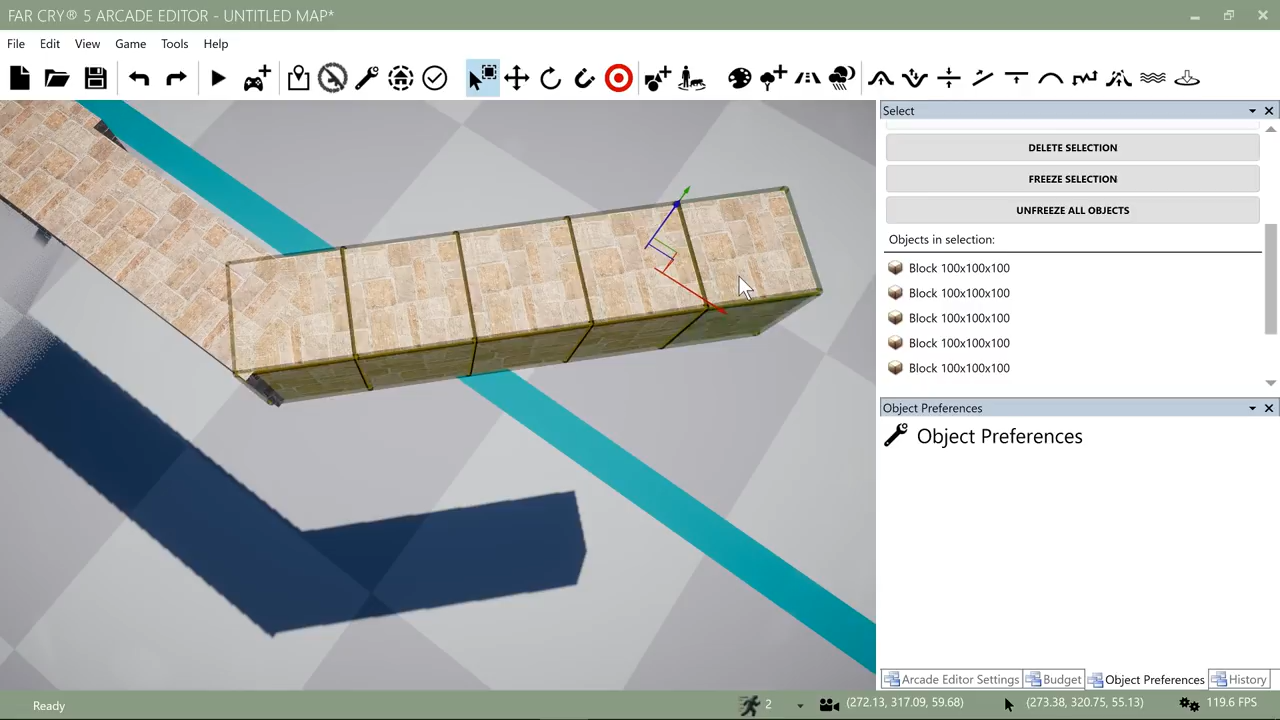 FAR CRY® 5 ARCADE EDITOR - UNTITLED MAP*
File Edit View Game Tools Help
Select
DELETE SELECTION
FREEZE SELECTION
UNFREEZE ALL OBJECTS
Objects in selection:
Block 100x100x100
Block 100x100x100
Block 100x100x100
Block 100x100x100
Block 100x100x100
Object Preferences
Object Preferences
Arcade Editor Settings Budget Object Preferences History
Ready 2 (272.13, 317.09, 59.68) (273.38, 320.75, 55.13) 119.6 FPS